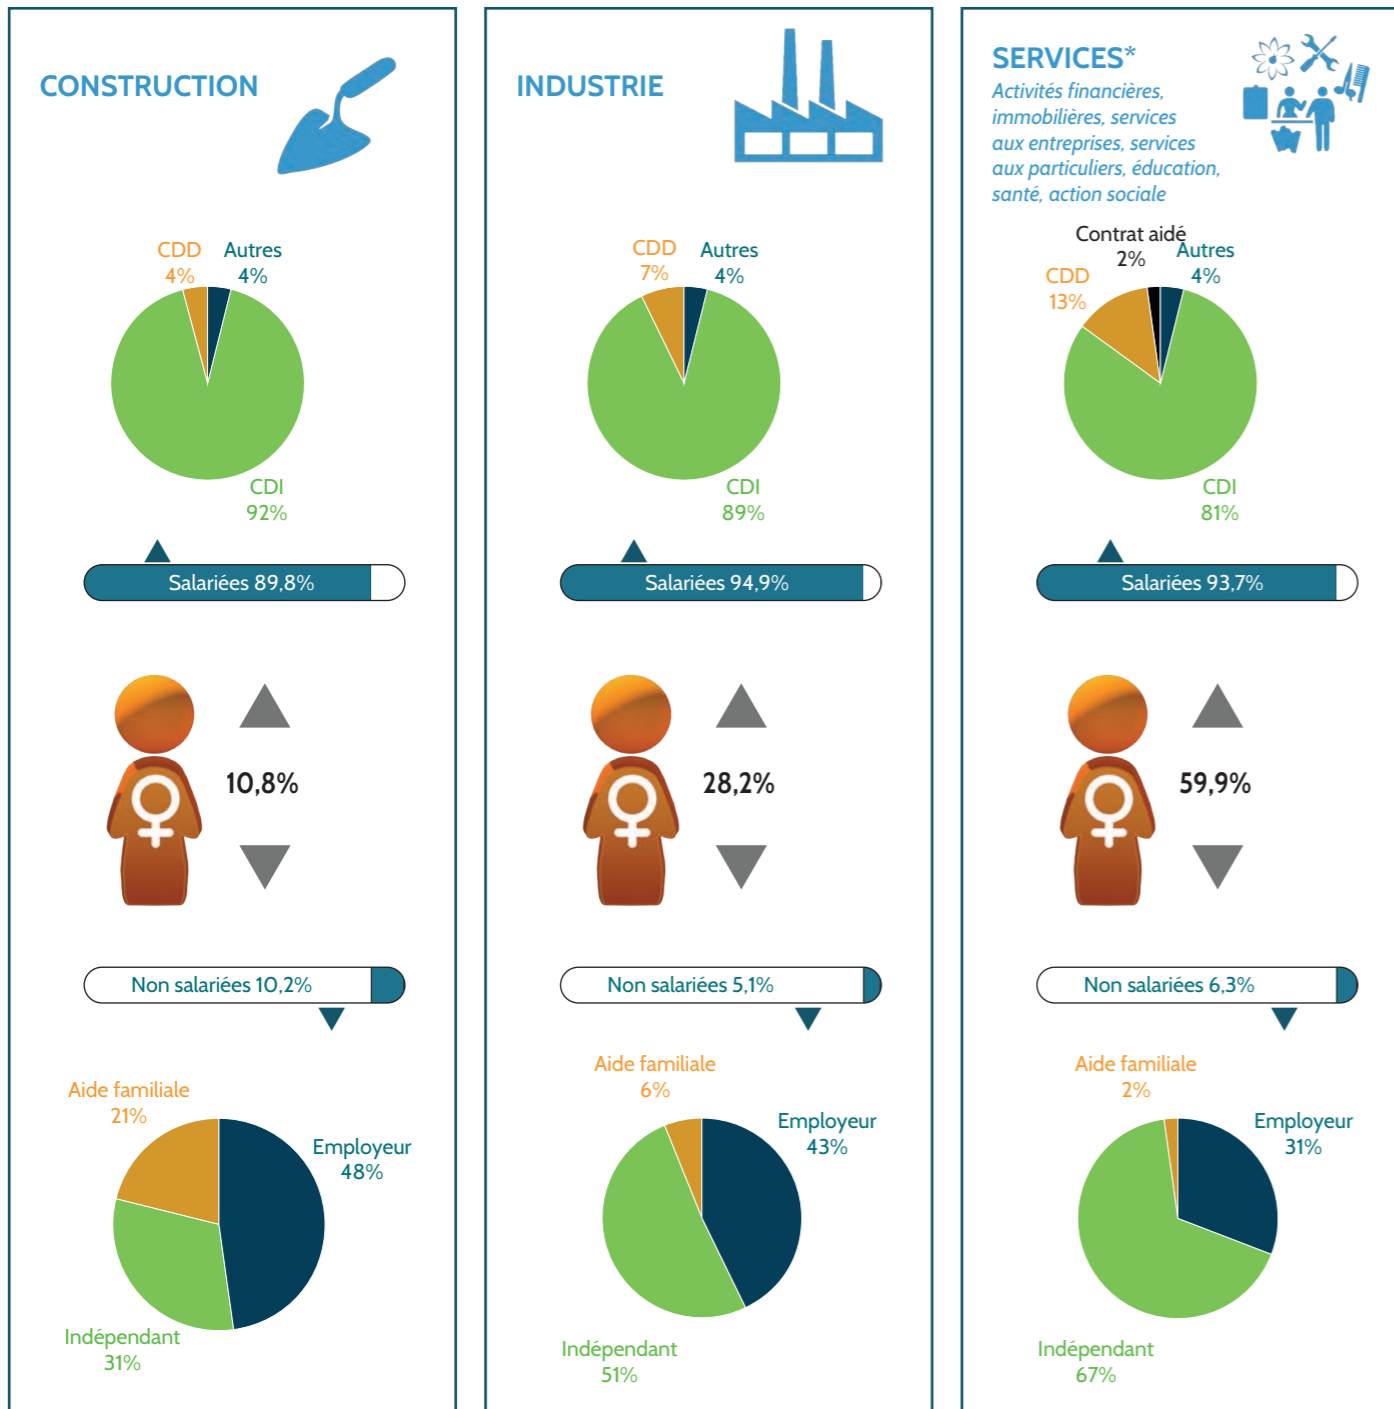 CONSTRUCTION
CDD
4%
Autres
4%
CDI
92%
Salariées 89,8%
10,8%
Non salariées 10,2%
Aide familiale
21%
Employeur
48%
Indépendant
31%
INDUSTRIE
CDD
7%
Autres
4%
CDI
89%
Salariées 94,9%
28,2%
Non salariées 5,1%
Aide familiale
6%
Employeur
43%
Indépendant
51%
SERVICES*
Activités financières,
immobilières, services
aux entreprises, services
aux particuliers, éducation,
santé, action sociale
Contrat aidé
2%
Autres
4%
CDD
13%
CDI
81%
Salariées 93,7%
59,9%
Non salariées 6,3%
Aide familiale
2%
Employeur
31%
Indépendant
67%